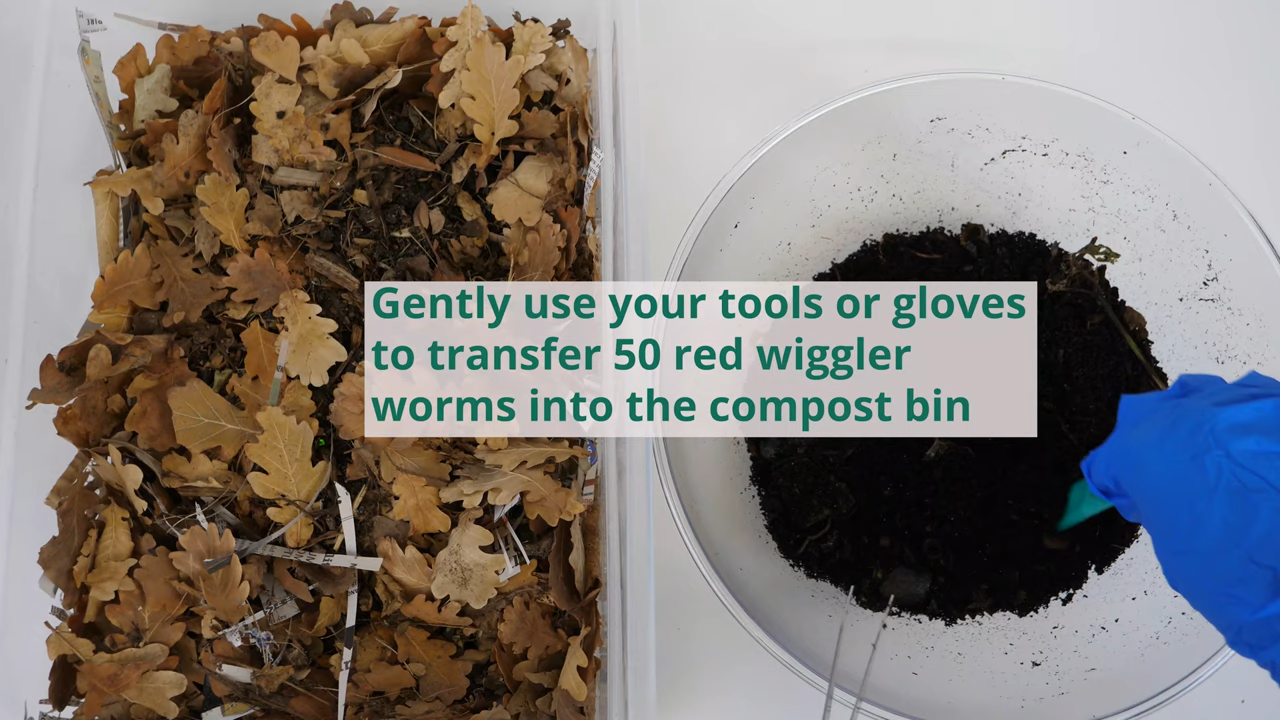 Gently use your tools or gloves
to transfer 50 red wiggler
worms into the compost bin